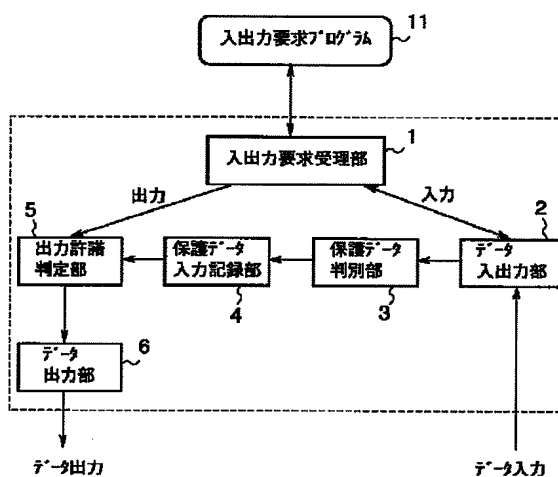 入出力要求プログラム
11
入出力要求受理部
1
出力
入力
5
出力許議
判定部
保護データ
入力記録部
4
保護データ
判別部
3
2
データ
入出力部
データ
出力部
6
データ出力
データ入力